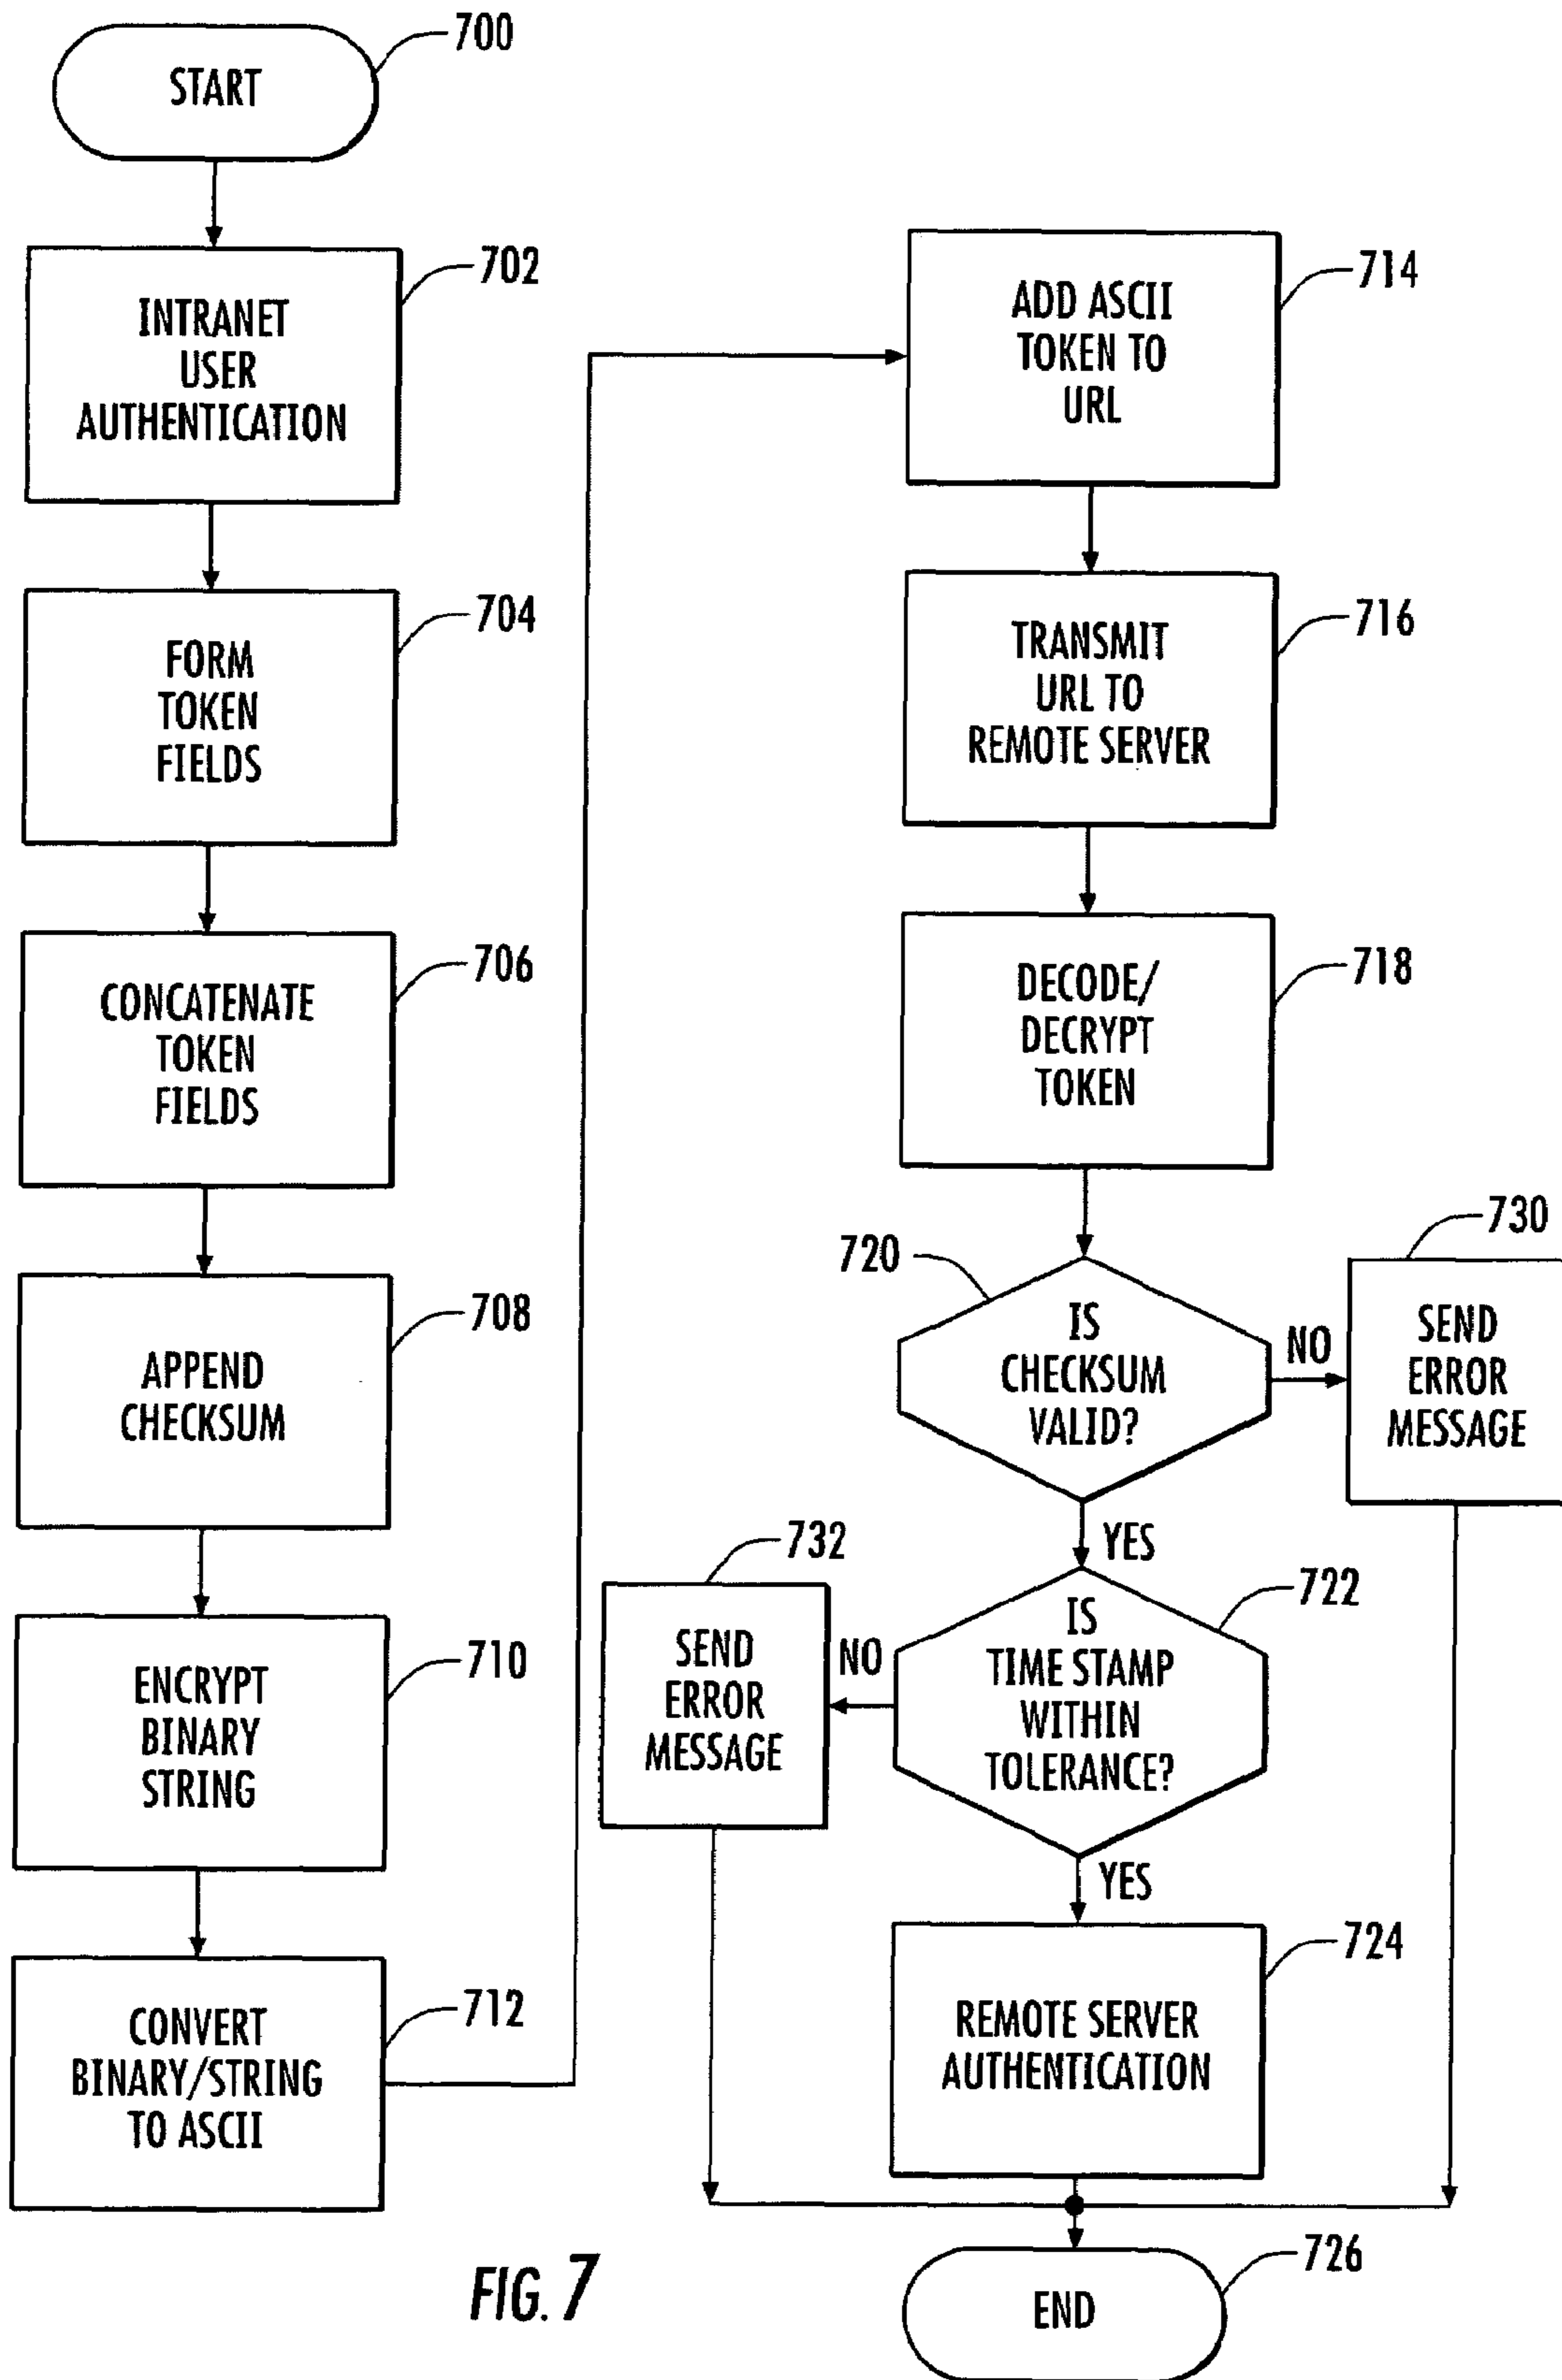 700
START
702
INTRANET
USER
AUTHENTICATION
704
FORM
TOKEN
FIELDS
706
CONCATENATE
TOKEN
FIELDS
708
APPEND
CHECKSUM
710
ENCRYPT
BINARY
STRING
712
CONVERT
BINARY/STRING
TO ASCII
714
ADD ASCII
TOKEN TO
URL
716
TRANSMIT
URL TO
REMOTE SERVER
718
DECODE/
DECRYPT
TOKEN
720
IS
CHECKSUM
VALID?
NO
730
SEND
ERROR
MESSAGE
YES
722
IS
TIME STAMP
WITHIN
TOLERANCE?
NO
732
SEND
ERROR
MESSAGE
YES
724
REMOTE SERVER
AUTHENTICATION
726
END
FIG. 7